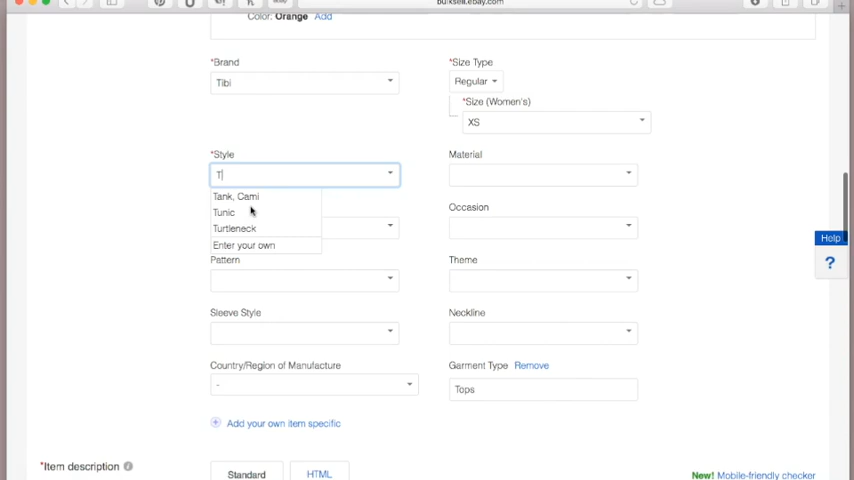 bulksell.ebay.com
Color: Orange Add
*Brand
*Size Type
Tibi
Regular
*Size (Women's)
XS
*Style
Material
T
Tank, Cami
Tunic
Occasion
Turtleneck
Enter your own
Help
?
Pattern
Theme
Sleeve Style
Neckline
Country/Region of Manufacture
Garment Type Remove
-
Tops
Add your own item specific
*Item description
Standard
HTML
New! Mobile-friendly checker